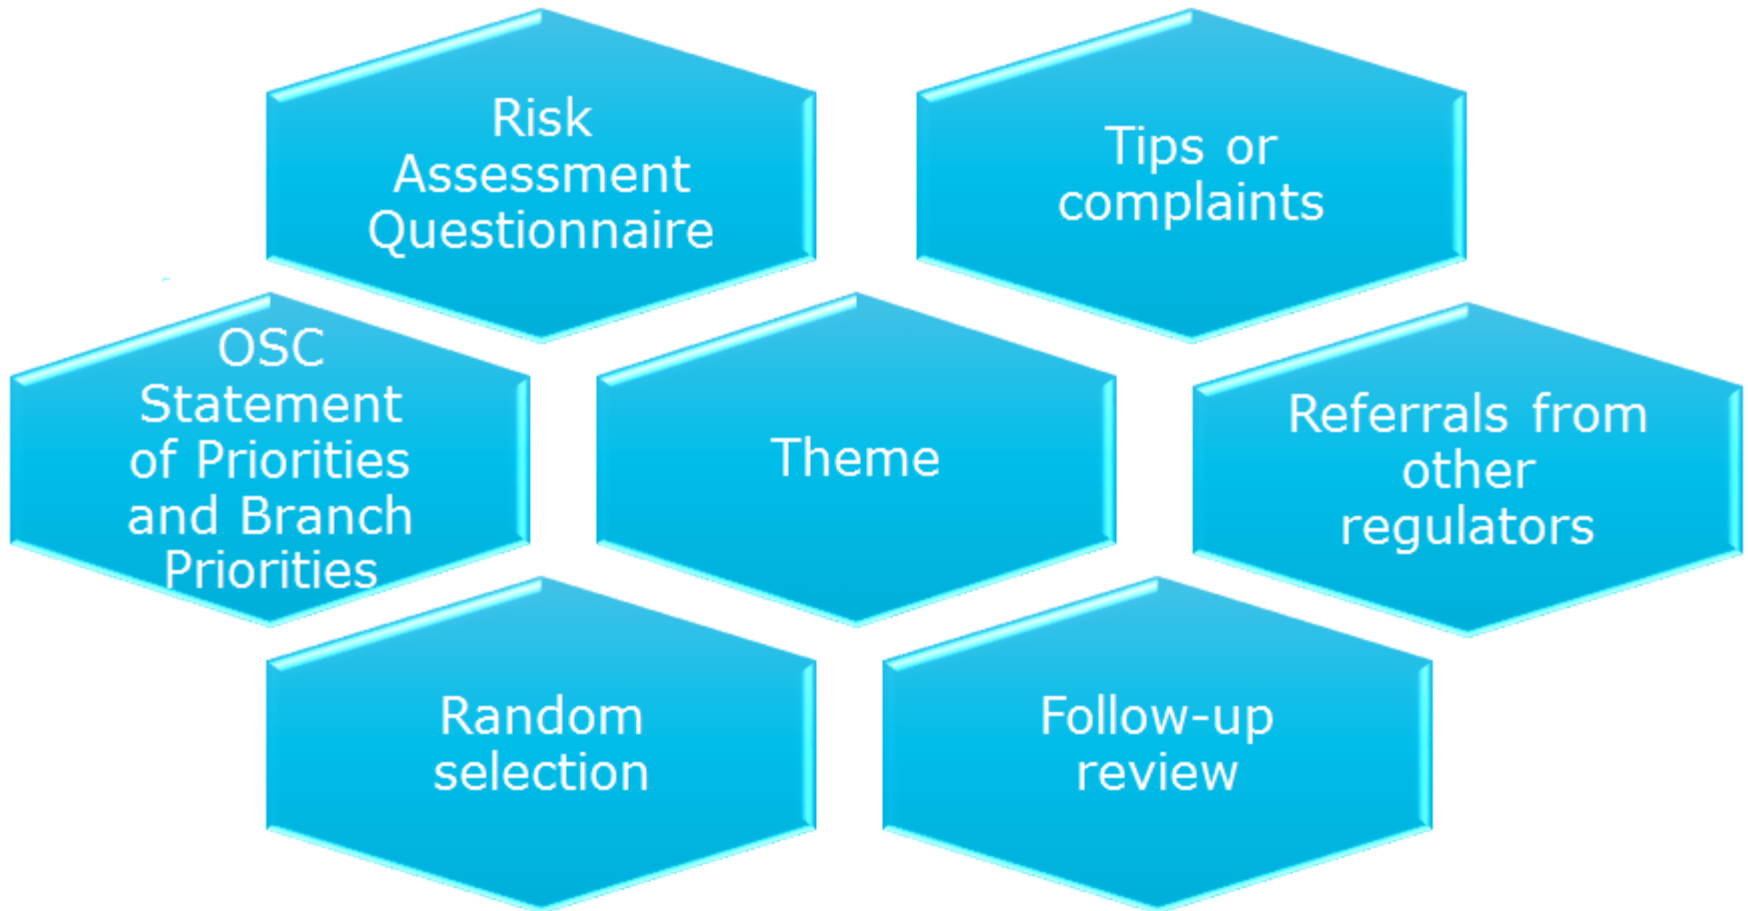 Risk
Assessment
Questionnaire
Tips or
complaints
OSC
Statement
of Priorities
and Branch
Priorities
Theme
Referrals from
other
regulators
Random
selection
Follow-up
review